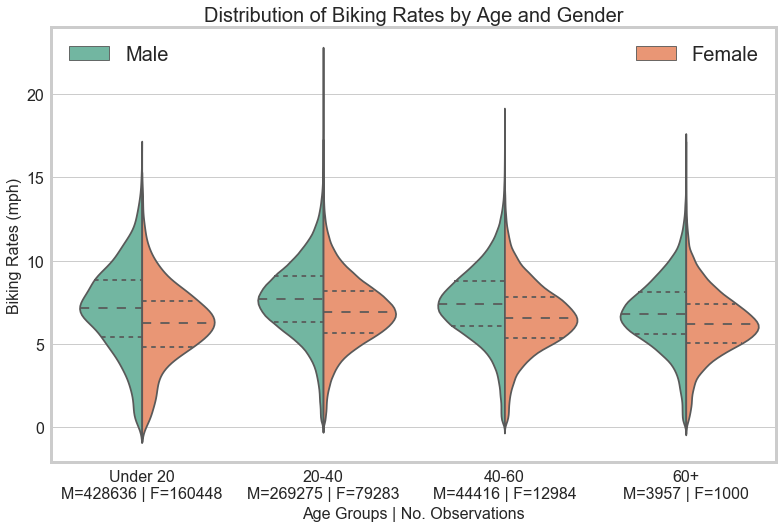 Distribution of Biking Rates by Age and Gender
Male
Female
20
15
10
5
0
Biking Rates (mph)
Under 20
20-40
40-60
60+
M=428636 | F=160448
M=269275 | F=79283
M=44416 | F=12984
M=3957 | F=1000
Age Groups | No. Observations